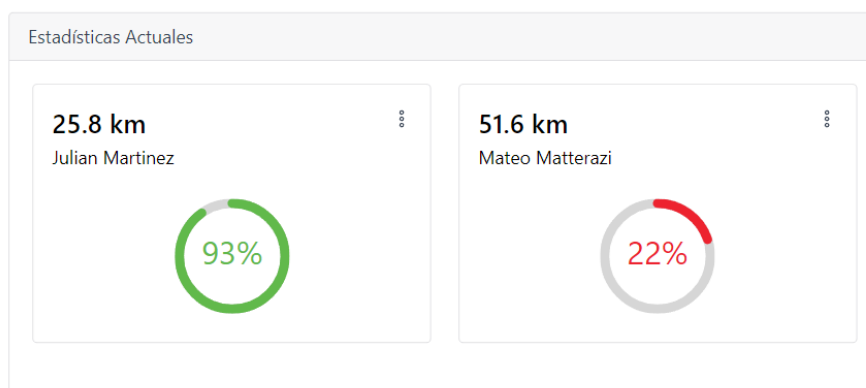 Estadísticas Actuales
25.8 km
Julian Martinez
93%
51.6 km
Mateo Matterazi
22%